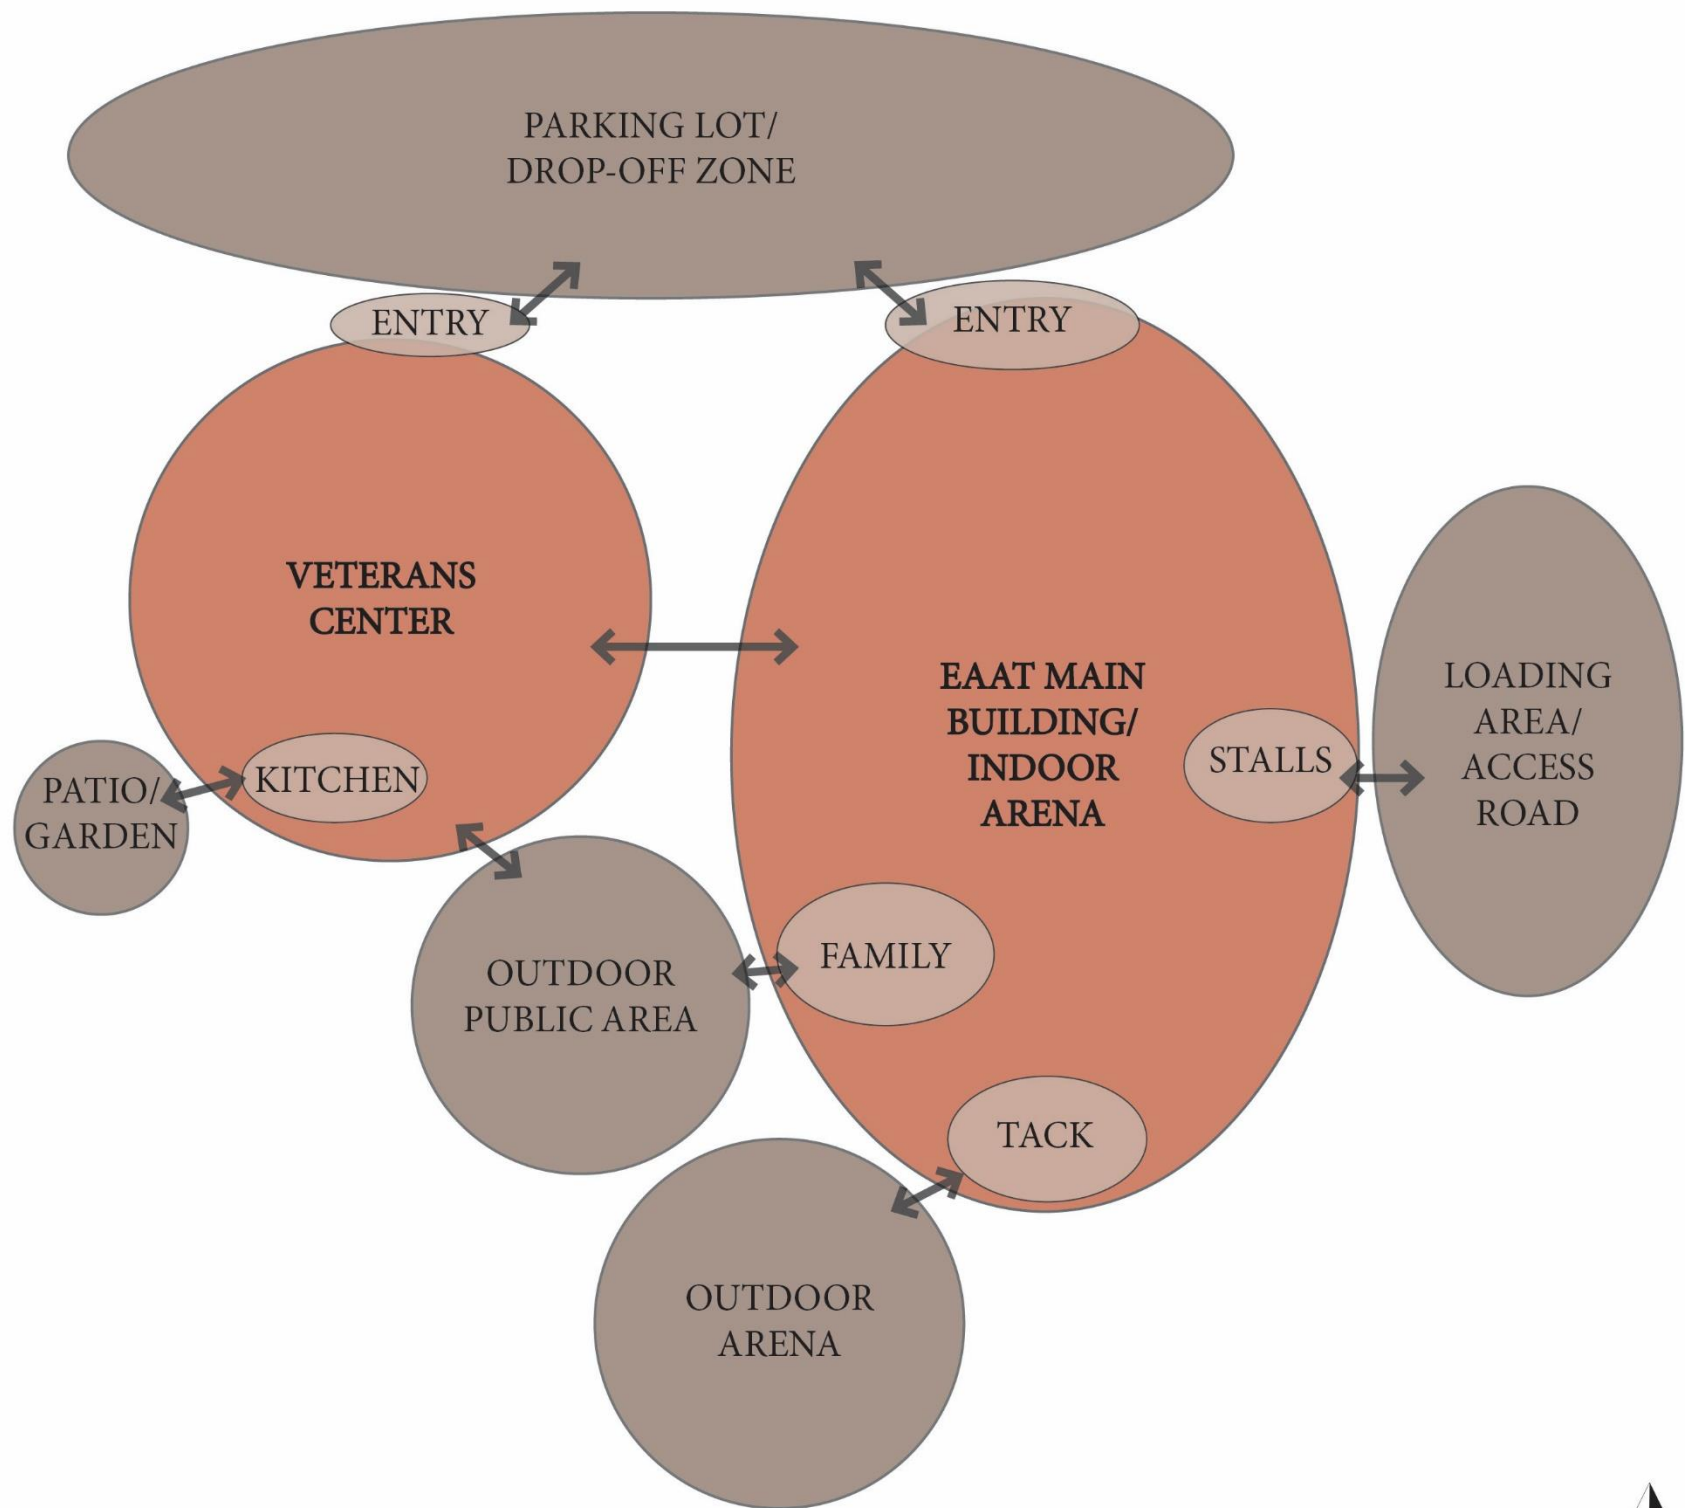 PARKING LOT/
DROP-OFF ZONE
ENTRY
ENTRY
VETERANS
CENTER
EAAT MAIN
BUILDING/
INDOOR
ARENA
LOADING
AREA/
ACCESS
ROAD
STALLS
KITCHEN
PATIO/
GARDEN
FAMILY
OUTDOOR
PUBLIC AREA
TACK
OUTDOOR
ARENA